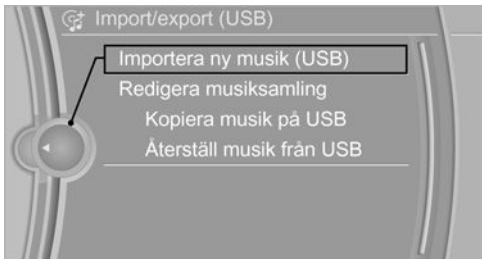 Import/export (USB)
Importera ny musik (USB)
Redigera musiksamling
Kopiera musik på USB
Återställ musik från USB